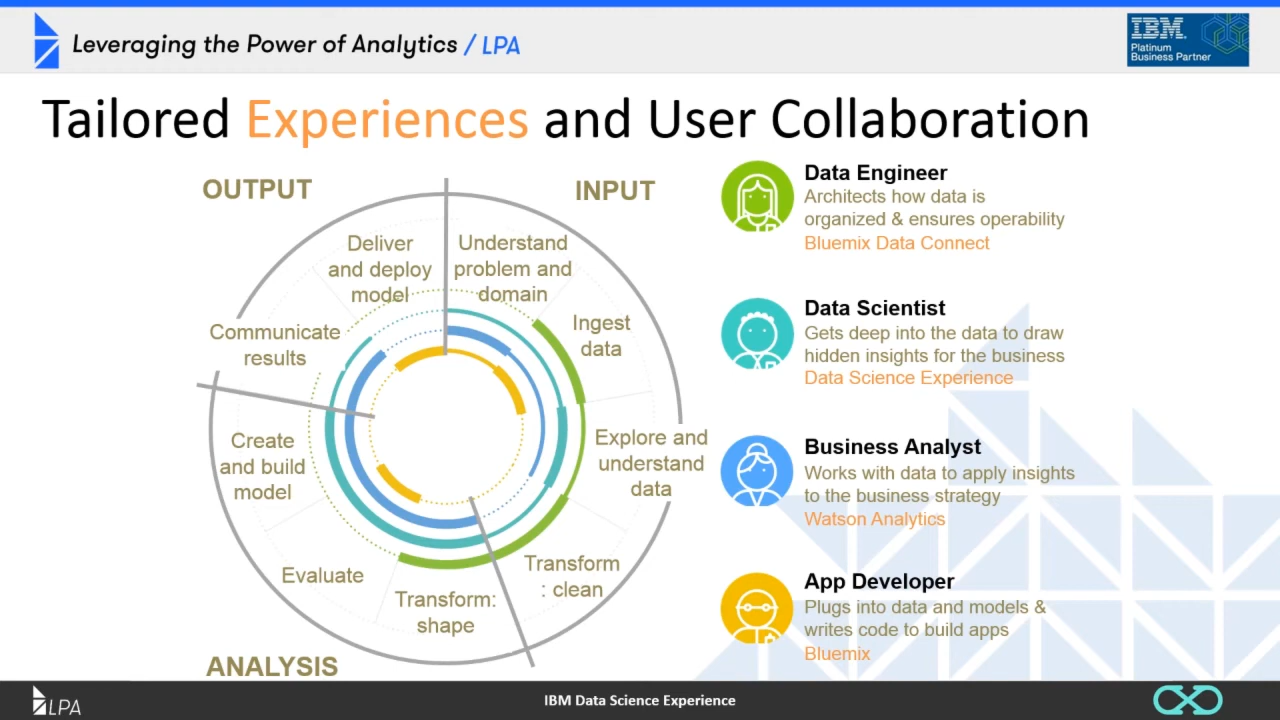 Leveraging the Power of Analytics / LPA
IBM
Platinum
Business Partner
Tailored Experiences and User Collaboration
OUTPUT
INPUT
Deliver
and deploy
model
Understand
problem and
domain
Ingest
data
Communicate
results
Explore and
understand
data
Create
and build
model
Transform
: clean
Evaluate
Transform:
shape
ANALYSIS
Data Engineer
Architects how data is
organized & ensures operability
Bluemix Data Connect
Data Scientist
Gets deep into the data to draw
hidden insights for the business
Data Science Experience
Business Analyst
Works with data to apply insights
to the business strategy
Watson Analytics
App Developer
Plugs into data and models &
writes code to build apps
Bluemix
LPA
IBM Data Science Experience